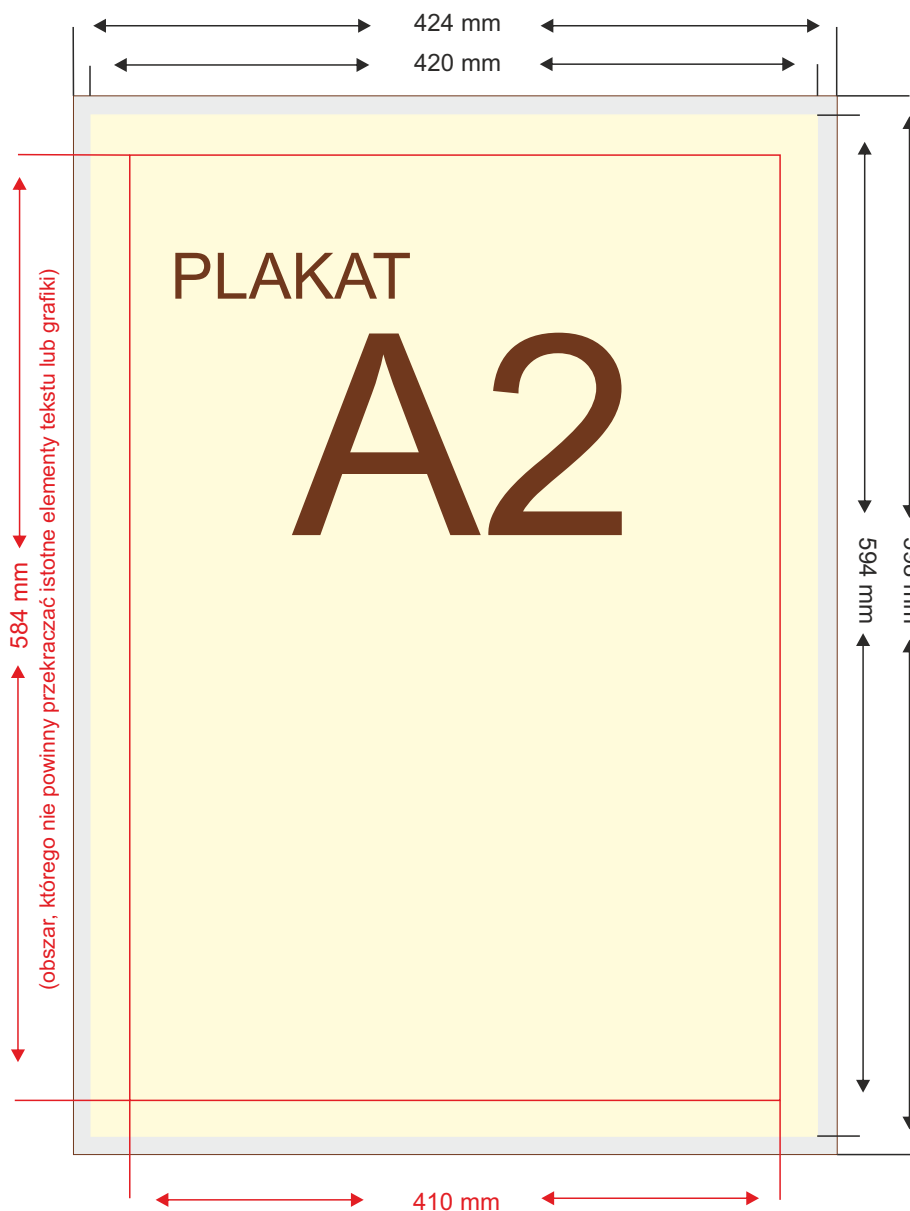 424 mm
420 mm
PLAKAT
A2
584 mm
(obszar, którego nie powinny przekraczać istotne elementy tekstu lub grafiki)
594 mm
410 mm